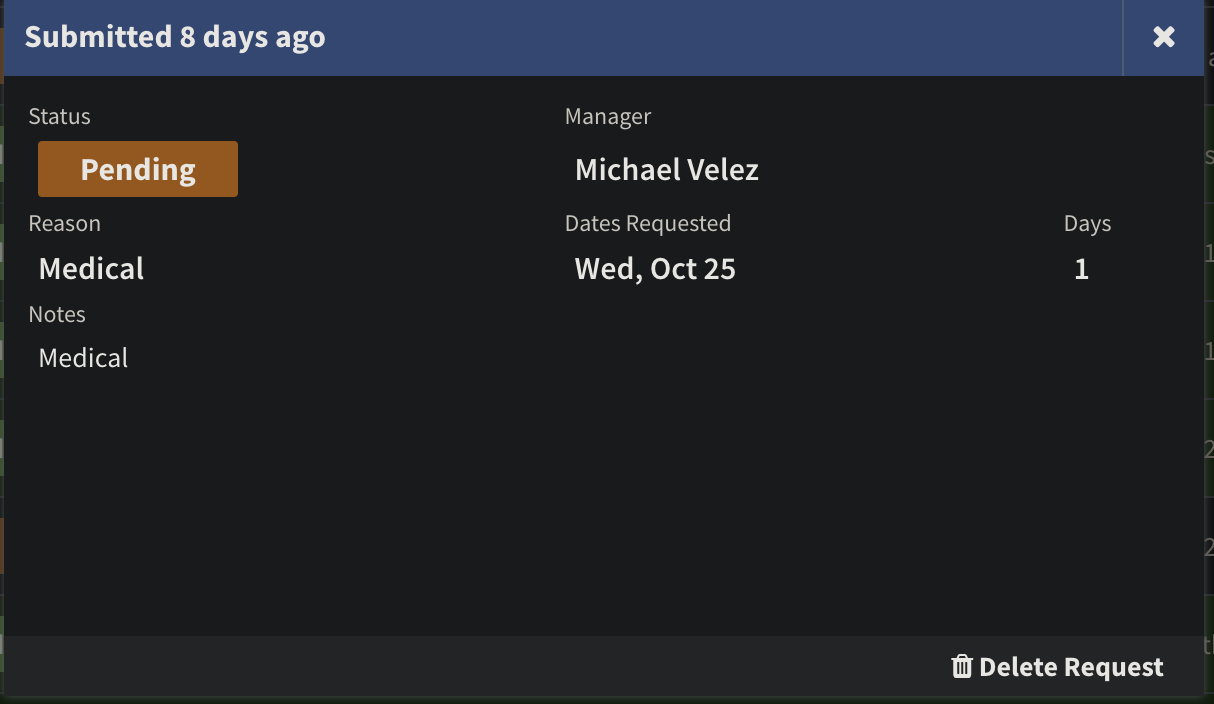 Submitted 8 days ago
Status
Manager
Pending
Michael Velez
Reason
Dates Requested
Days
Medical
Wed, Oct 25
1
Notes
Medical
Delete Request